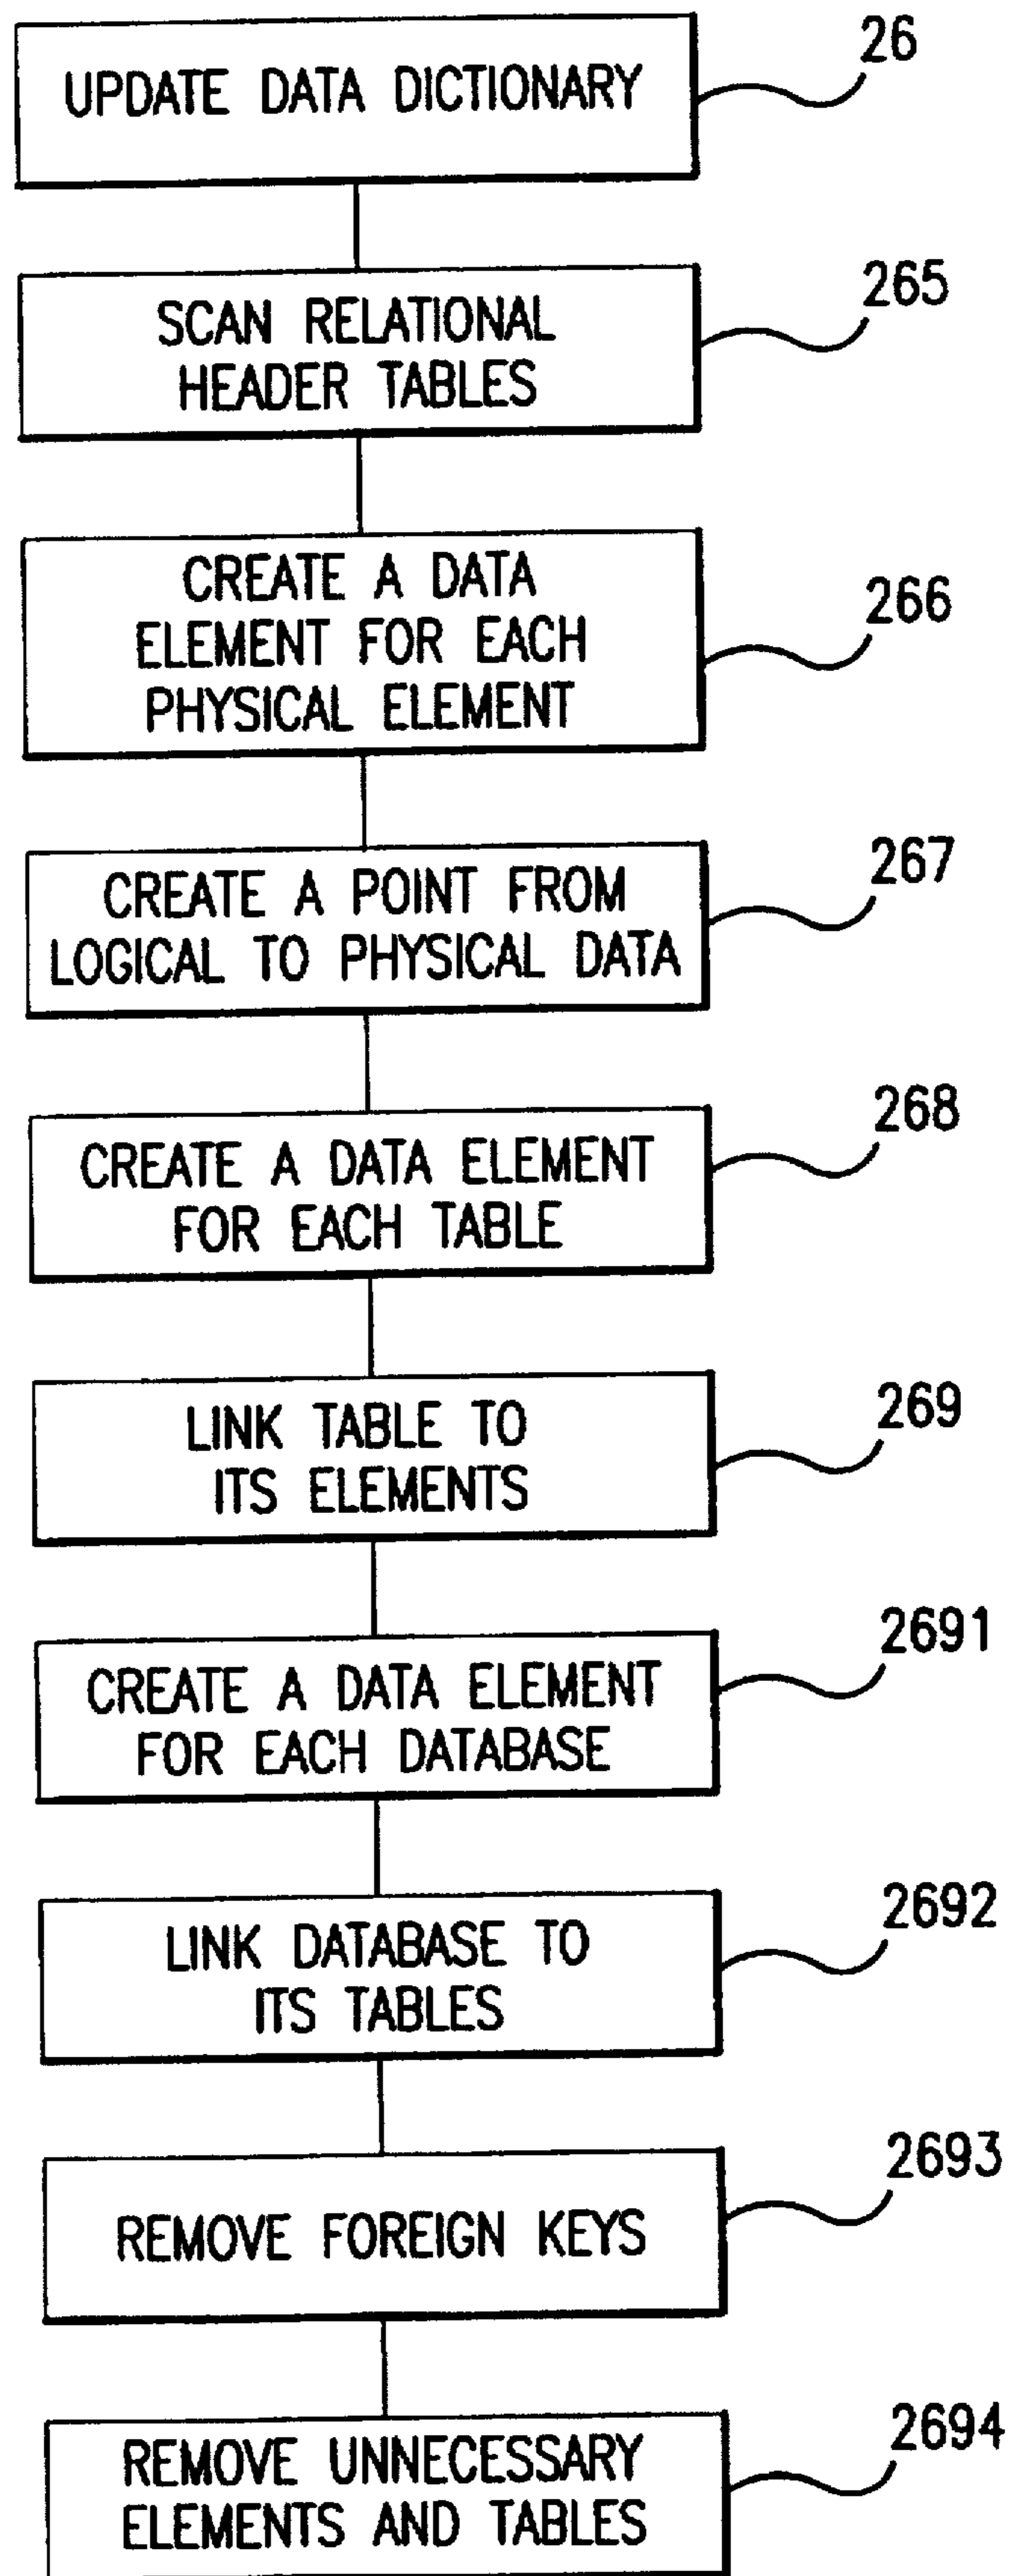 UPDATE DATA DICTIONARY
26
SCAN RELATIONAL
HEADER TABLES
265
CREATE A DATA
ELEMENT FOR EACH
PHYSICAL ELEMENT
266
CREATE A POINT FROM
LOGICAL TO PHYSICAL DATA
267
CREATE A DATA ELEMENT
FOR EACH TABLE
268
LINK TABLE TO
ITS ELEMENTS
269
CREATE A DATA ELEMENT
FOR EACH DATABASE
2691
LINK DATABASE TO
ITS TABLES
2692
REMOVE FOREIGN KEYS
2693
REMOVE UNNECESSARY
ELEMENTS AND TABLES
2694